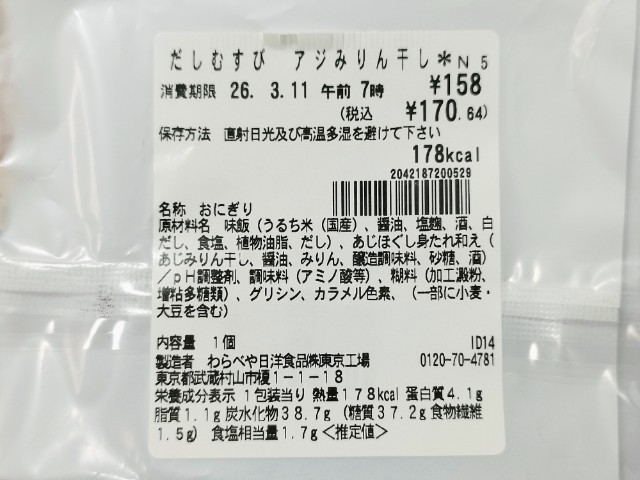 だしむすび　アジみりん干し＊N5
消費期限 26. 3.11 午前 7時 ¥158
(税込 ¥170.64)
保存方法　直射日光及び高温多湿を避けて下さい
178kcal
2042187200529
名称　おにぎり
原材料名　味飯（うるち米（国産）、醤油、塩麹、酒、白
だし、食塩、植物油脂、だし）、あじほぐし身たれ和え（
あじみりん干し、醤油、みりん、醸造調味料、砂糖、酒）
／ｐＨ調整剤、調味料（アミノ酸等）、糊料（加工澱粉、
増粘多糖類）、グリシン、カラメル色素、（一部に小麦・
大豆を含む）
内容量　1個 ID14
製造者　わらべや日洋食品㈱東京工場 0120-70-4781
東京都武蔵村山市榎1－1－18
栄養成分表示 1包装当り 熱量178kcal 蛋白質4.1g
脂質1.1g 炭水化物38.7g（糖質37.2g 食物繊維
1.5g） 食塩相当量1.7g＜推定値＞